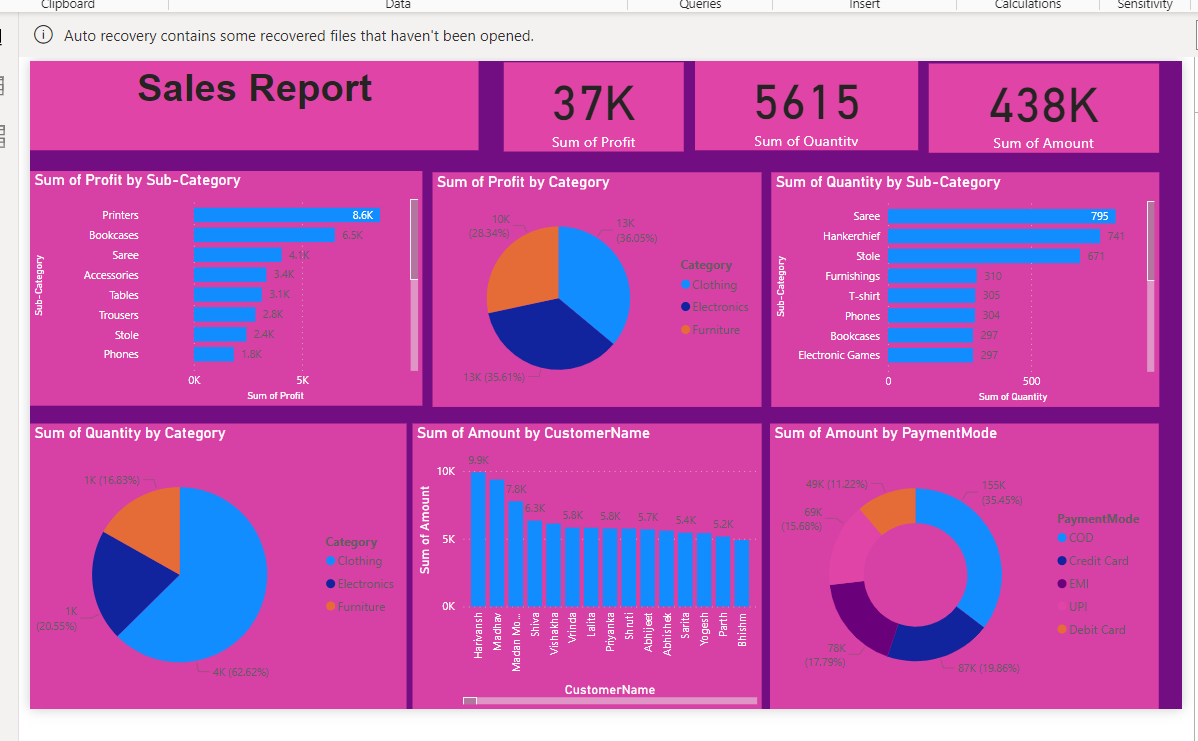 Clipboard
Data
Queries
Insert
Calculations
Sensitivity
Auto recovery contains some recovered files that haven't been opened.
Sales Report
37K
Sum of Profit
5615
Sum of Quantity
438K
Sum of Amount
Sum of Profit by Sub-Category
Sub-Category
Printers 8.6K
Bookcases 6.5K
Saree 4.1K
Accessories 3.4K
Tables 3.1K
Trousers 2.8K
Stole 2.4K
Phones 1.8K
0K 5K
Sum of Profit
Sum of Profit by Category
10K
(28.34%)
13K
(36.05%)
13K (35.61%)
Category
Clothing
Electronics
Furniture
Sum of Quantity by Sub-Category
Sub-Category
Saree 795
Hankerchief 741
Stole 671
Furnishings 310
T-shirt 305
Phones 304
Bookcases 297
Electronic Games 297
0 500
Sum of Quantity
Sum of Quantity by Category
1K (16.83%)
1K
(20.55%)
4K (62.62%)
Category
Clothing
Electronics
Furniture
Sum of Amount by CustomerName
Sum of Amount
10K
5K
0K
9.9K
7.8K
6.3K
5.8K
5.8K
5.7K
5.4K
5.2K
Harivansh
Madhav
Madan Mo...
Shiva
Vishakha
Vrinda
Lalita
Priyanka
Shruti
Abhijeet
Abhishek
Sarita
Yogesh
Parth
Bhishm
CustomerName
Sum of Amount by PaymentMode
49K (11.22%)
155K
(35.45%)
69K
(15.68%)
78K
(17.79%)
87K (19.86%)
PaymentMode
COD
Credit Card
EMI
UPI
Debit Card